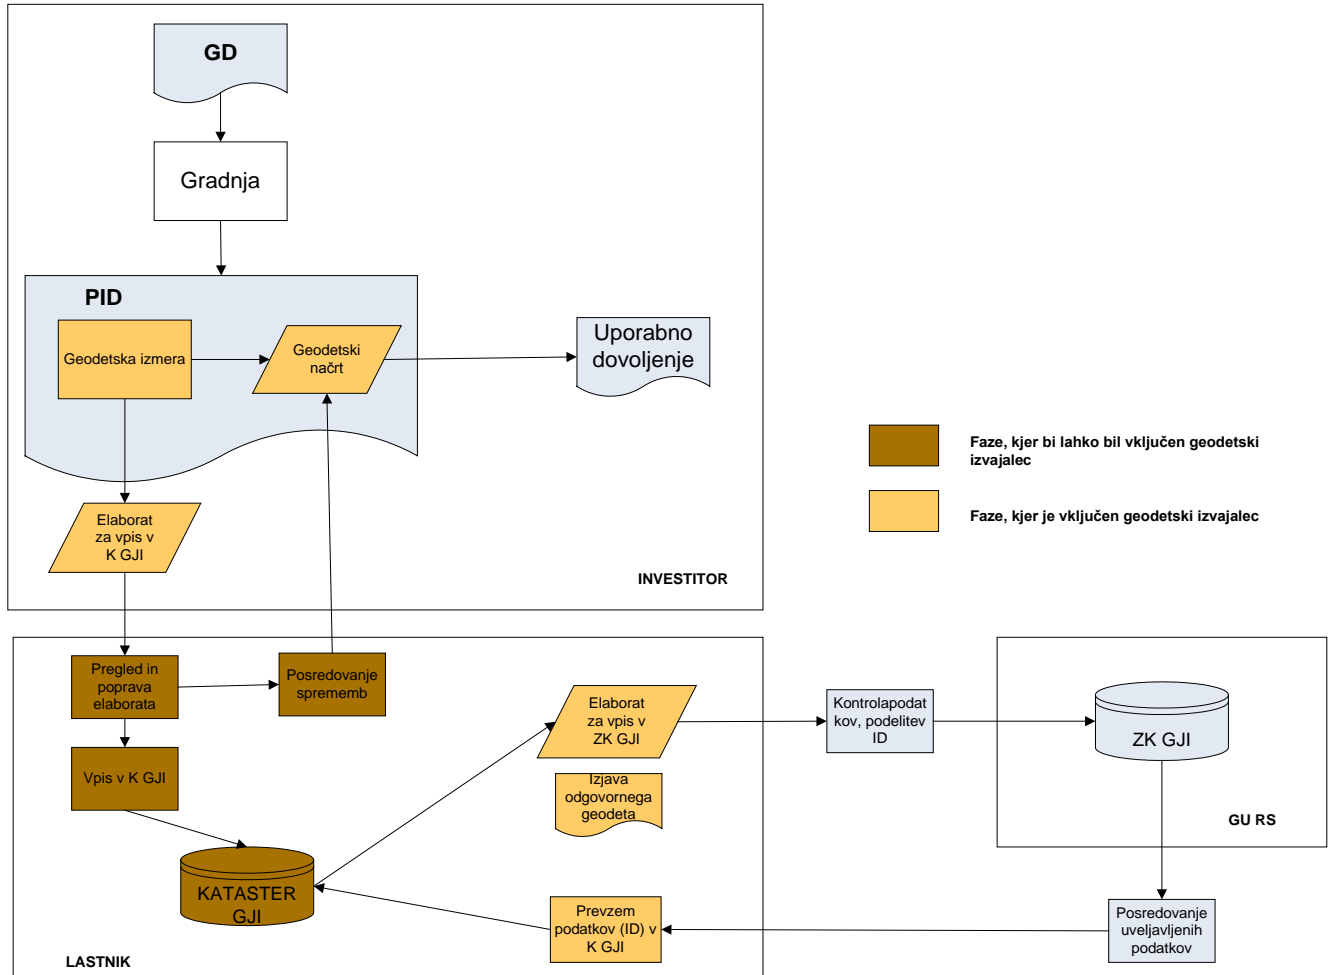 GD
Gradnja
PID
Geodetska izmera
Geodetski
načrt
Uporabno
dovoljenje
Elaborat
za vpis v
K GJI
INVESTITOR
Faze, kjer bi lahko bil vključen geodetski
izvajalec
Faze, kjer je vključen geodetski izvajalec
Pregled in
poprava
elaborata
Posredovanje
sprememb
Vpis v K GJI
KATASTER
GJI
Elaborat
za vpis v
ZK GJI
Izjava
odgovornega
geodeta
Prevzem
podatkov (ID) v
K GJI
LASTNIK
Kontrolapodat
kov, podelitev
ID
ZK GJI
GU RS
Posredovanje
uveljavljenih
podatkov